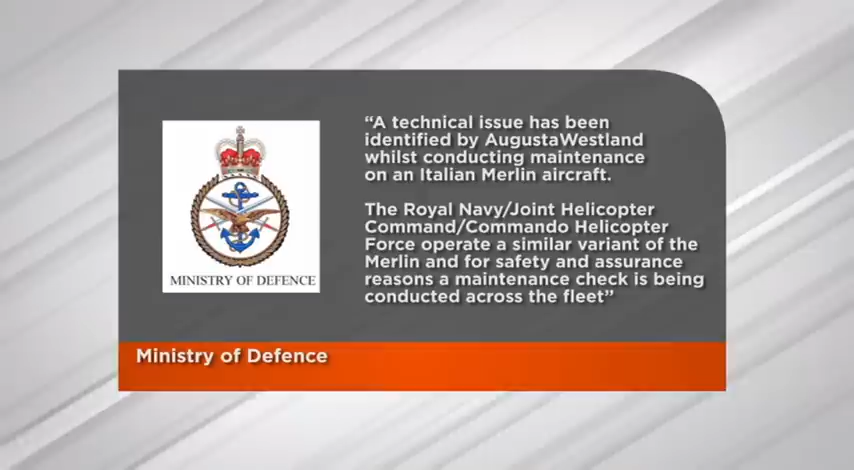 “A technical issue has been
identified by AugustaWestland
whilst conducting maintenance
on an Italian Merlin aircraft.
The Royal Navy/Joint Helicopter
Command/Commando Helicopter
Force operate a similar variant of the
Merlin and for safety and assurance
reasons a maintenance check is being
conducted across the fleet”
MINISTRY OF DEFENCE
Ministry of Defence